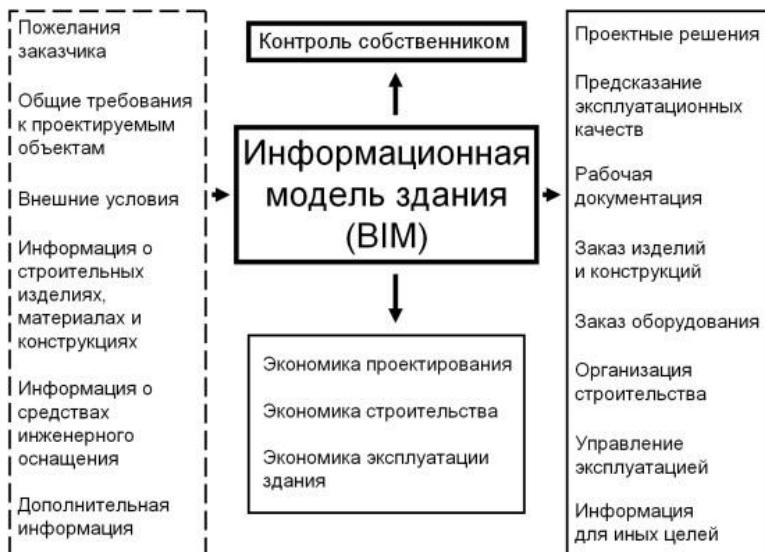 Пожелания
заказчика
Общие требования
к проектируемым
объектам
Внешние условия
Информация о
строительных
изделиях,
материалах и
конструкциях
Информация о
средствах
инженерного
оснащения
Дополнительная
информация
Контроль собственником
Информационная
модель здания
(BIM)
Экономика проектирования
Экономика строительства
Экономика эксплуатации
здания
Проектные решения
Предсказание
эксплуатационных
качеств
Рабочая
документация
Заказ изделий
и конструкций
Заказ оборудования
Организация
строительства
Управление
эксплуатацией
Информация
для иных целей